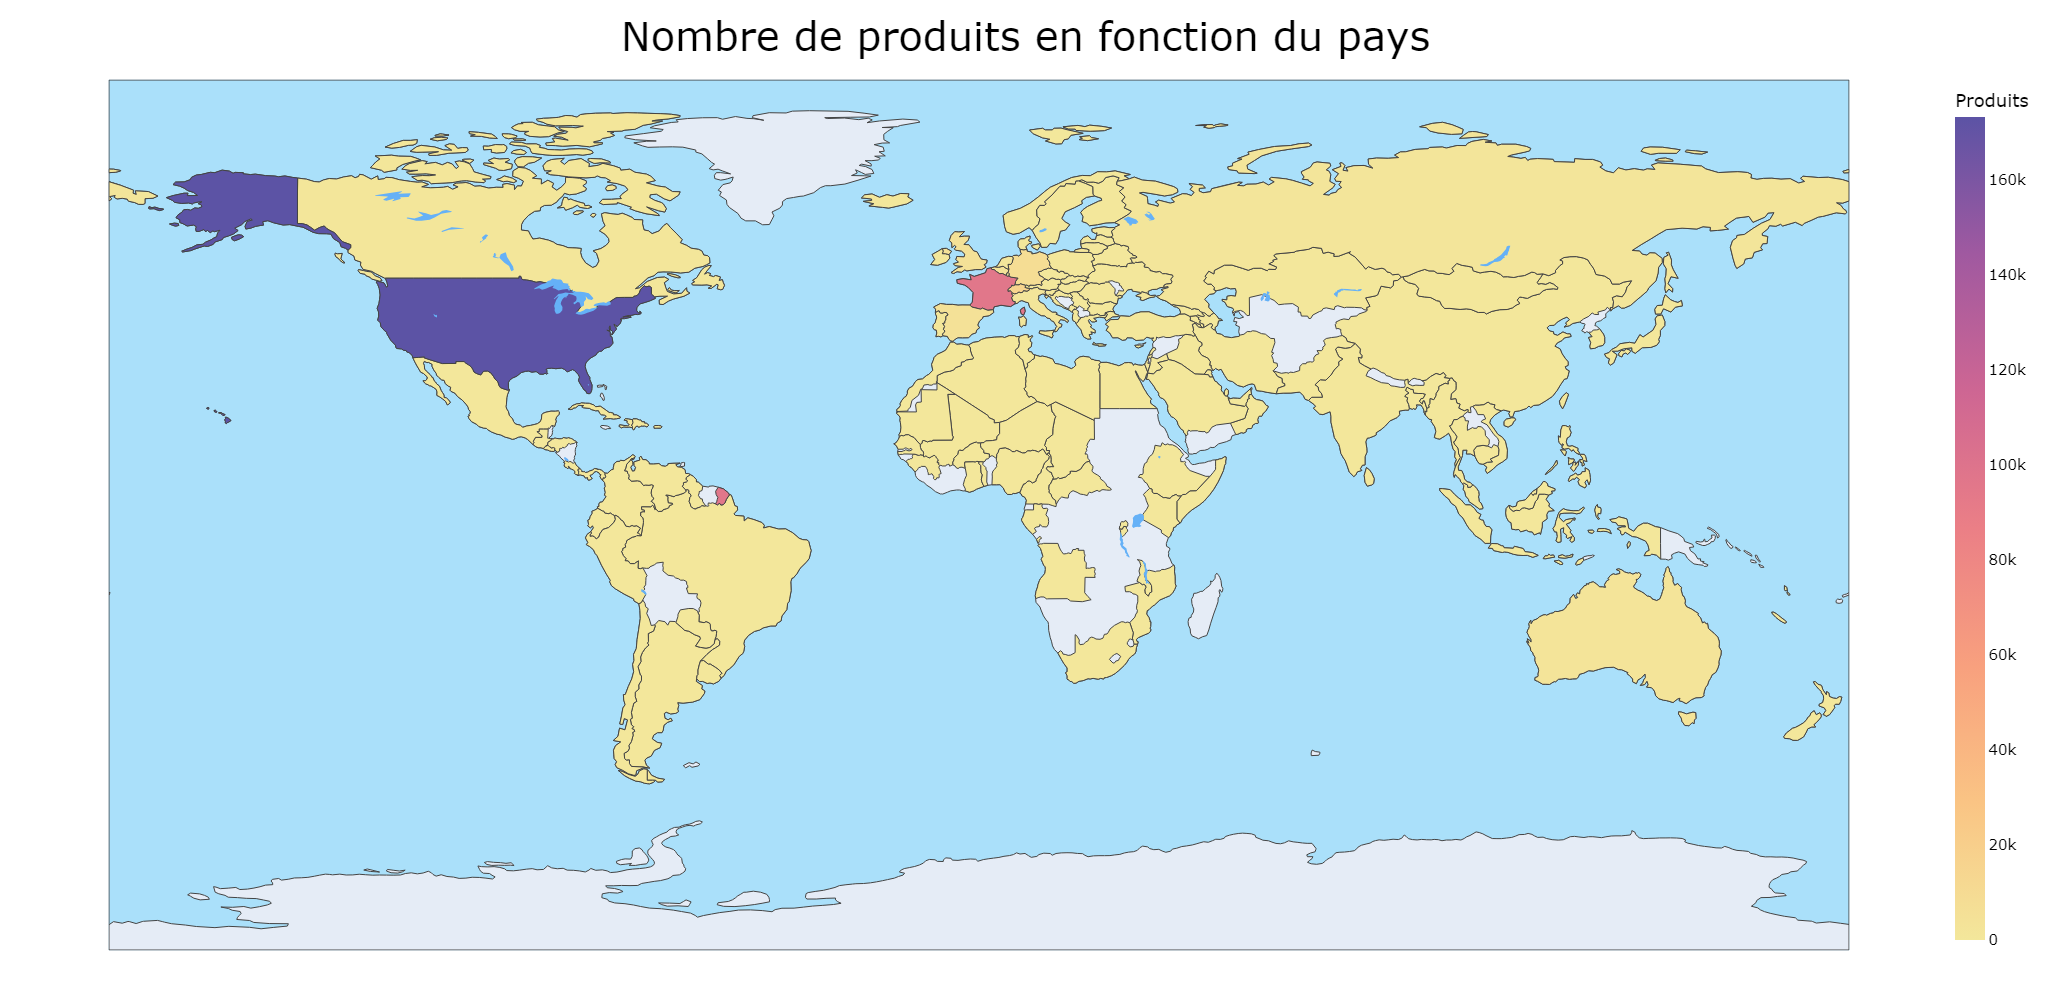 Nombre de produits en fonction du pays
Produits
160k
140k
120k
100k
80k
60k
40k
20k
0